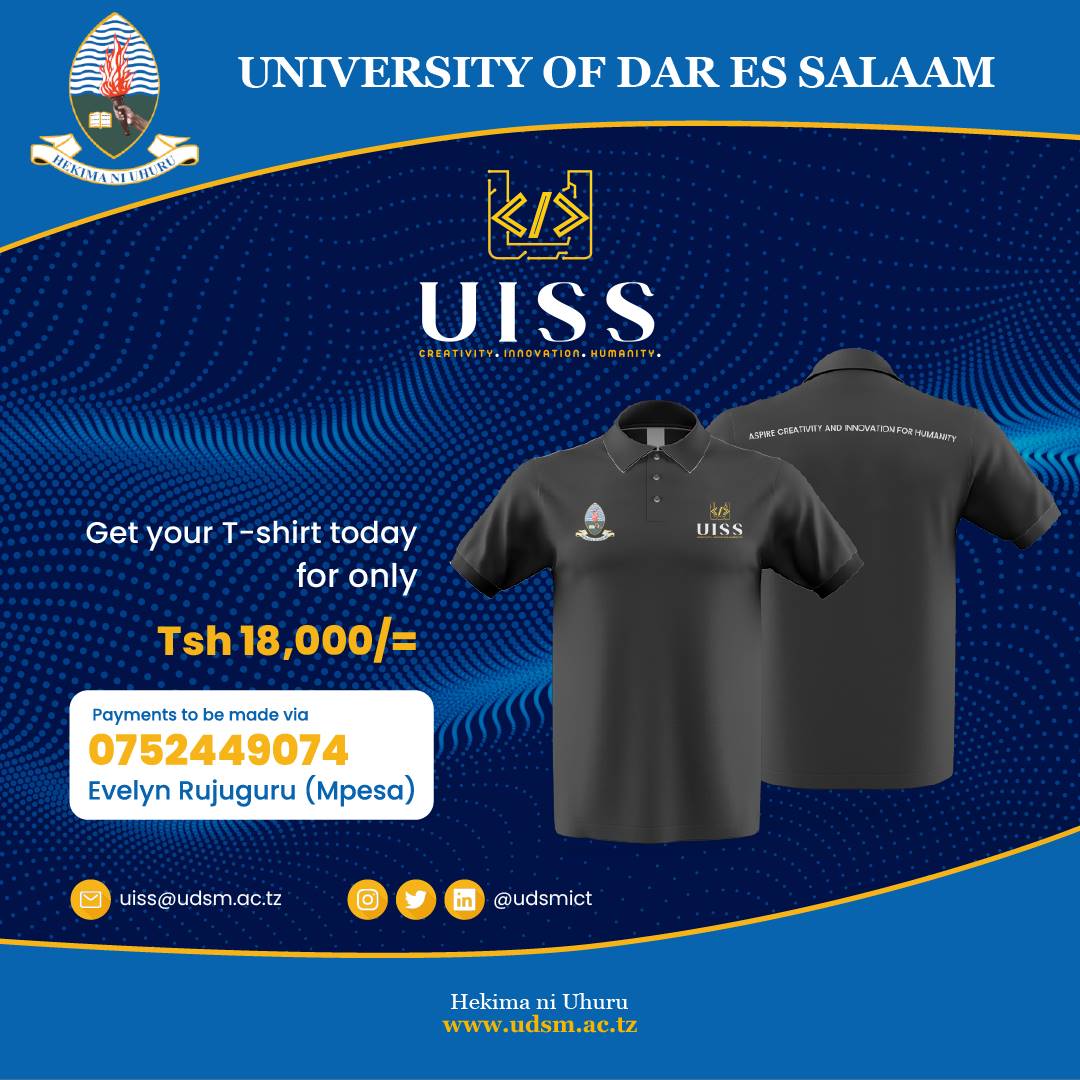 UNIVERSITY OF DAR ES SALAAM
HEKIMA NI UHURU
</>
UISS
CREATIVITY. INNOVATION. HUMANITY.
ASPIRE CREATIVITY AND INNOVATION FOR HUMANITY
</>
UISS
Get your T-shirt today
for only
Tsh 18,000/=
Payments to be made via
0752449074
Evelyn Rujuguru (Mpesa)
uiss@udsm.ac.tz
in @udsmict
Hekima ni Uhuru
www.udsm.ac.tz